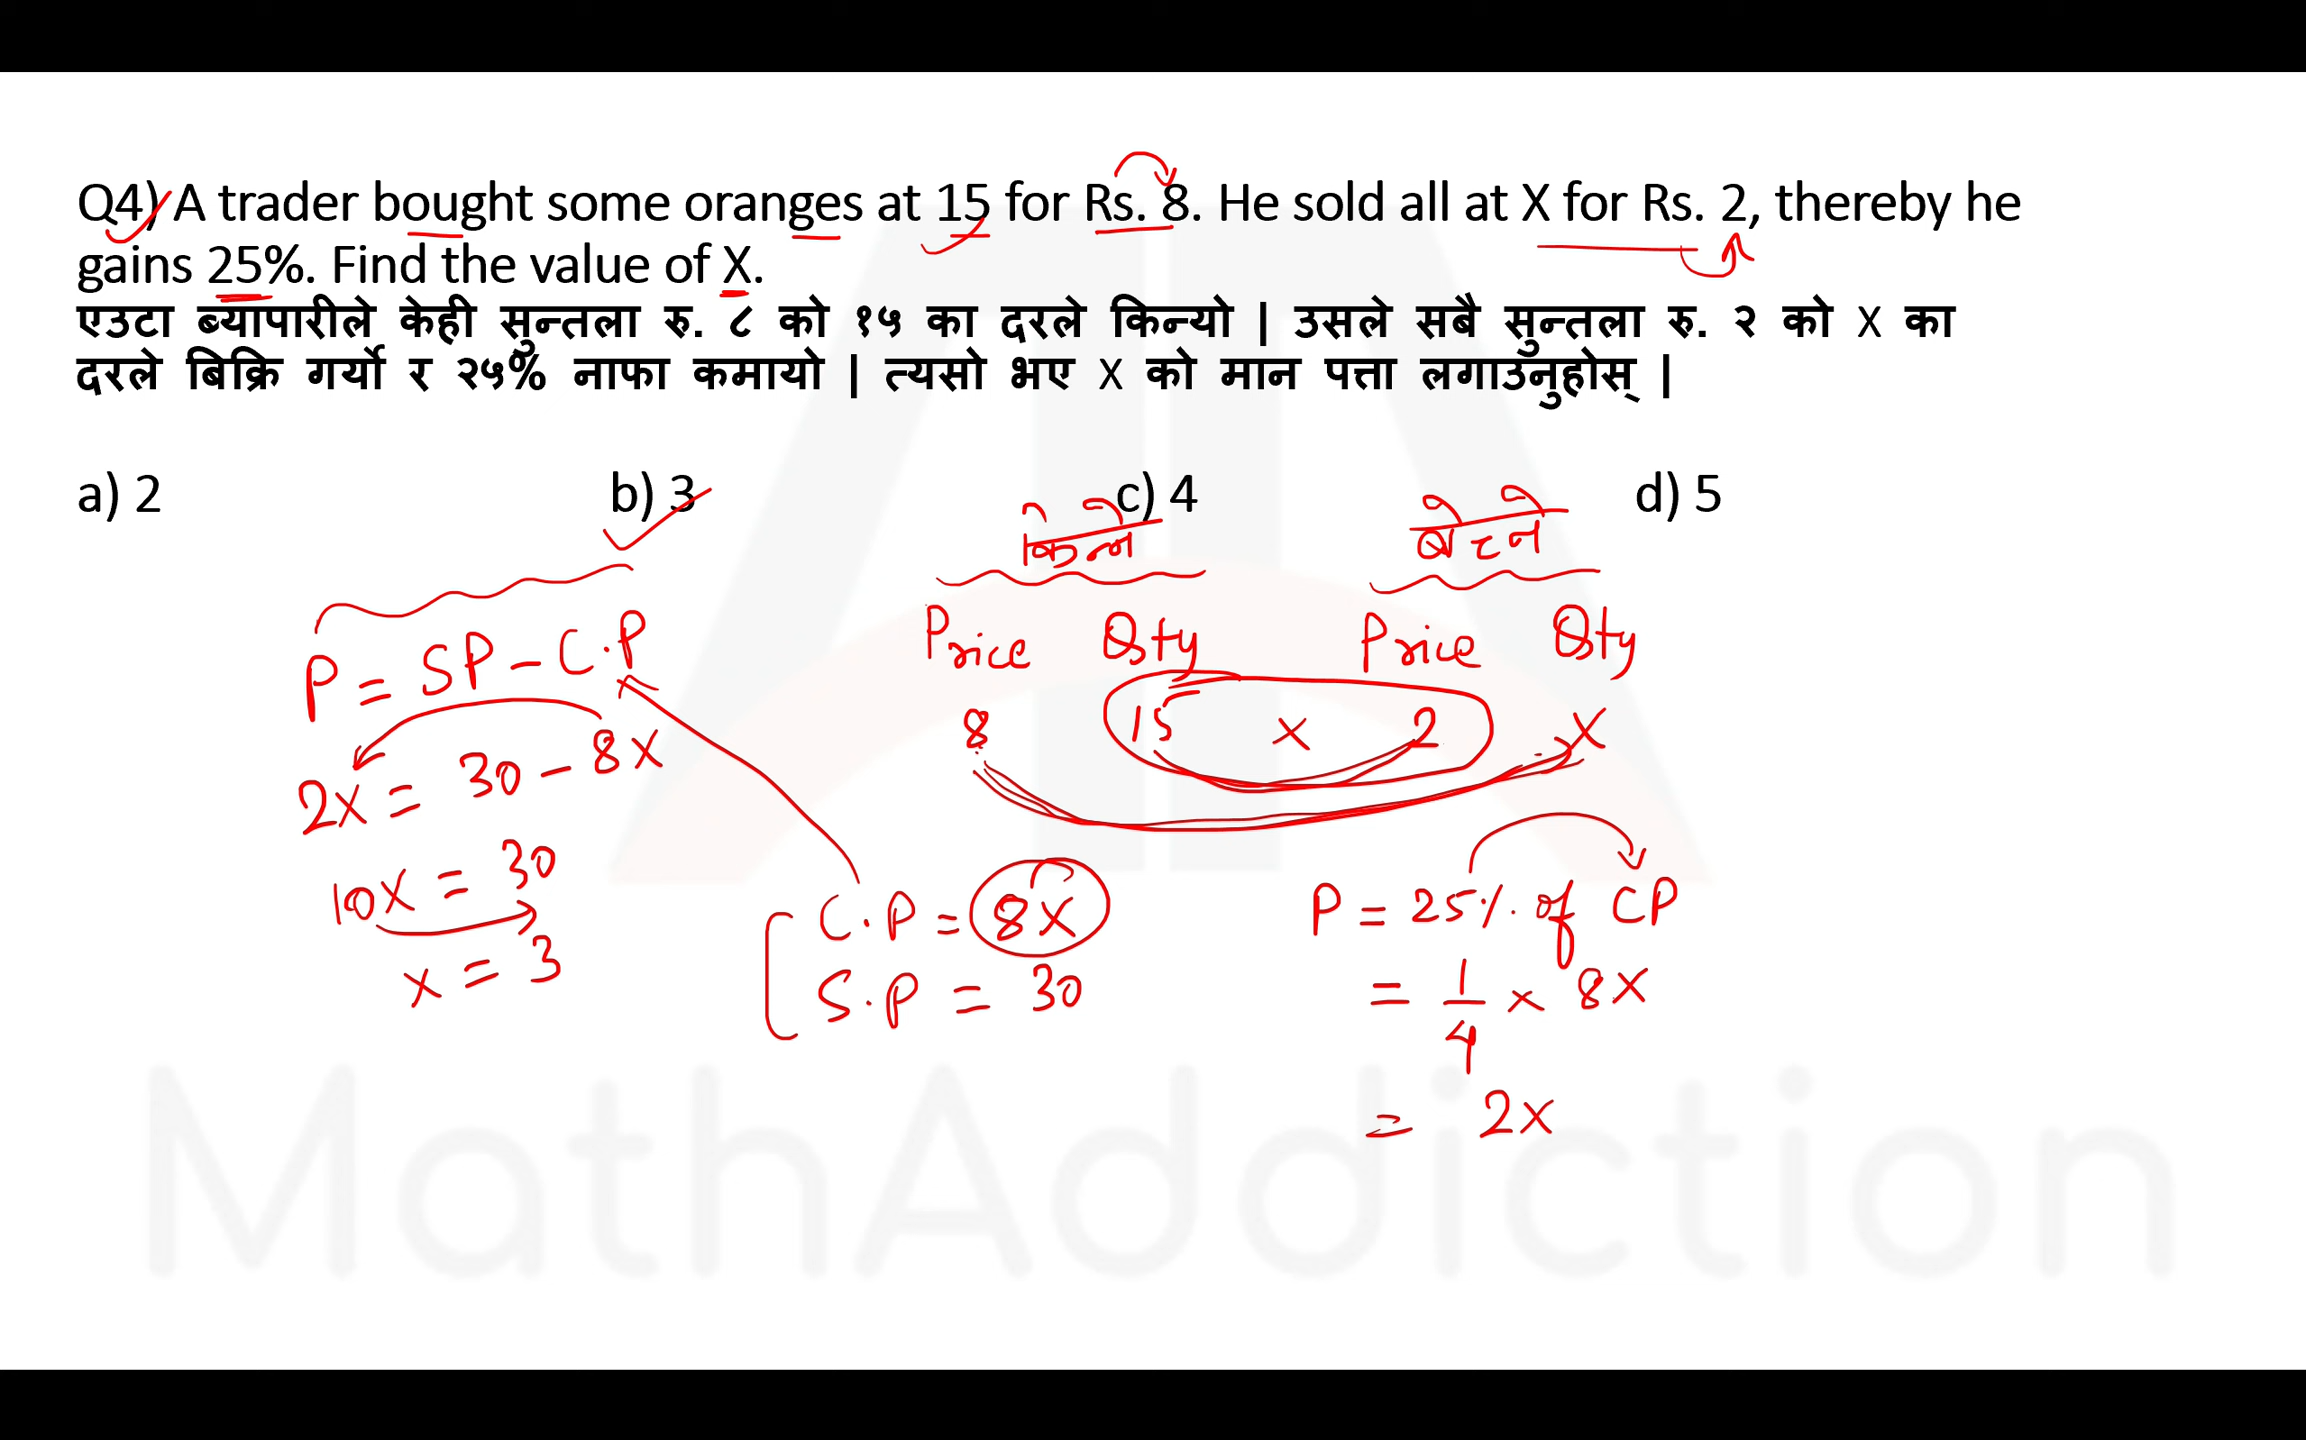 Q4) A trader bought some oranges at 15 for Rs. 8. He sold all at X for Rs. 2, thereby he
gains 25%. Find the value of X.
एउटा ब्यापारीले केही सुन्तला रु. ८ को १५ का दरले किन्यो | उसले सबै सुन्तला रु. २ को X का
दरले बिक्रि गर्यो र २५% नाफा कमायो | त्यसो भए X को मान पत्ता लगाउनुहोस् |
a) 2 b) 3 c) 4 d) 5
किन्ने बेच्ने
Price Qty Price Qty
8 15 x 2 X
P = SP - C.P
2x = 30 - 8x
10x = 30
x = 3
C.P = 8x
S.P = 30
P = 25% of CP
= 1/4 x 8x
= 2x
MathAddiction